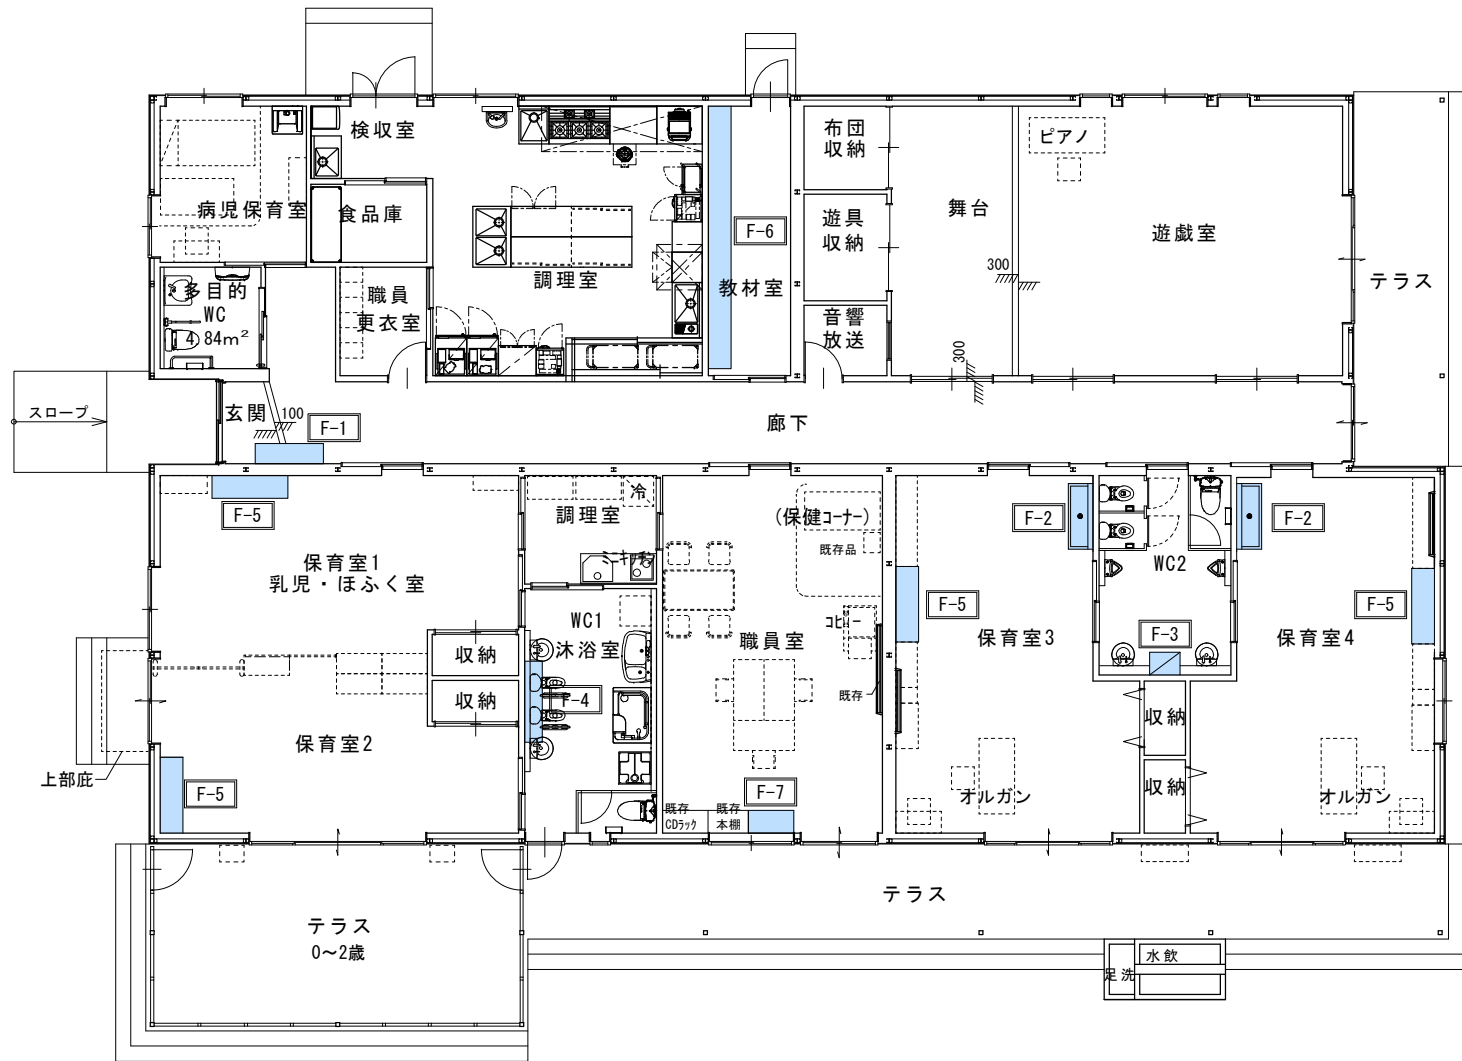 検収室
布団
収納
ピアノ
病児保育室
食品庫
遊具
収納
舞台
遊戯室
F-6
300
調理室
教材室
テラス
多目的
WC
4.84m²
職員
更衣室
音響
放送
300
スロープ
玄関
100
F-1
廊下
F-5
調理室
冷
ミニキッチン
(保健コーナー)
既存品
F-2
F-2
保育室1
乳児・ほふく室
WC2
F-5
F-5
WC1
沐浴室
コピー
職員室
保育室3
F-3
保育室4
収納
収納
F-4
既存
収納
保育室2
上部庇
F-5
F-7
既存
CDラック
既存
本棚
オルガン
収納
オルガン
テラス
テラス
0～2歳
水飲
足洗